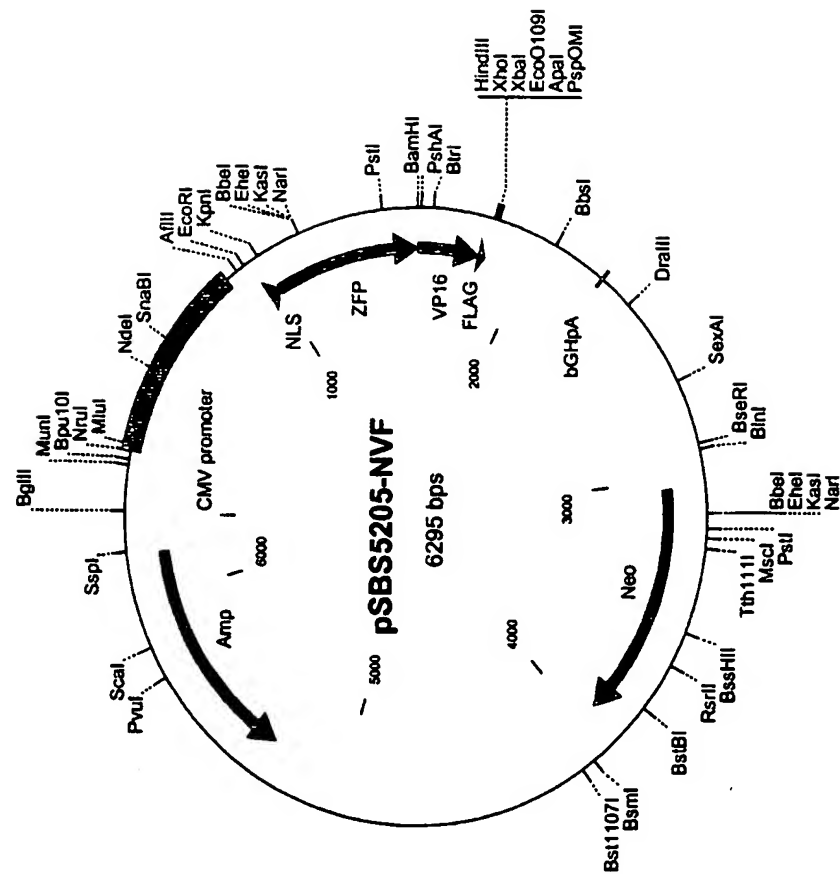 pSBS5205-NVF
6295 bps
BglII
MunI
Bpu10I
NruI
MluI
NdeI
SnaBI
AflII
EcoRI
KpnI
BbeI
EheI
KasI
NarI
PstI
BamHI
PshAI
BtrI
HindIII
XhoI
XbaI
EcoO109I
ApaI
PspOMI
BbsI
DraIII
SexAI
BseRI
BlnI
BbeI
EheI
KasI
NarI
PstI
MscI
Tth111I
BssHII
RsrII
BstBI
BsmI
Bst1107I
PvuI
ScaI
SspI
CMV promoter
NLS
ZFP
VP16
FLAG
bGHpA
Neo
Amp
1000
2000
3000
4000
5000
6000